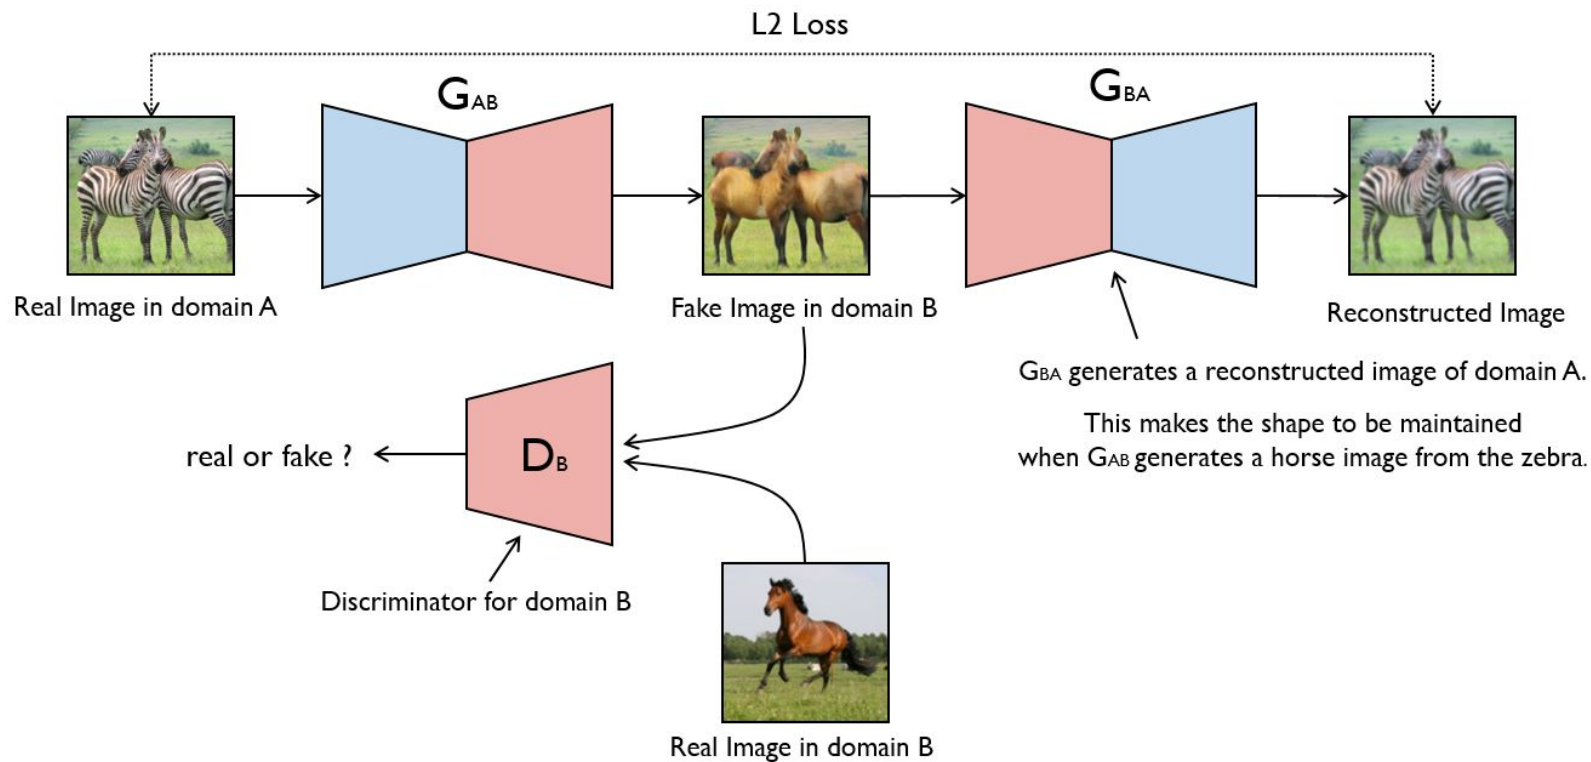 L2 Loss
GAB
GBA
Real Image in domain A
Fake Image in domain B
Reconstructed Image
GBA generates a reconstructed image of domain A.
This makes the shape to be maintained
when GAB generates a horse image from the zebra.
real or fake ?
DB
Discriminator for domain B
Real Image in domain B